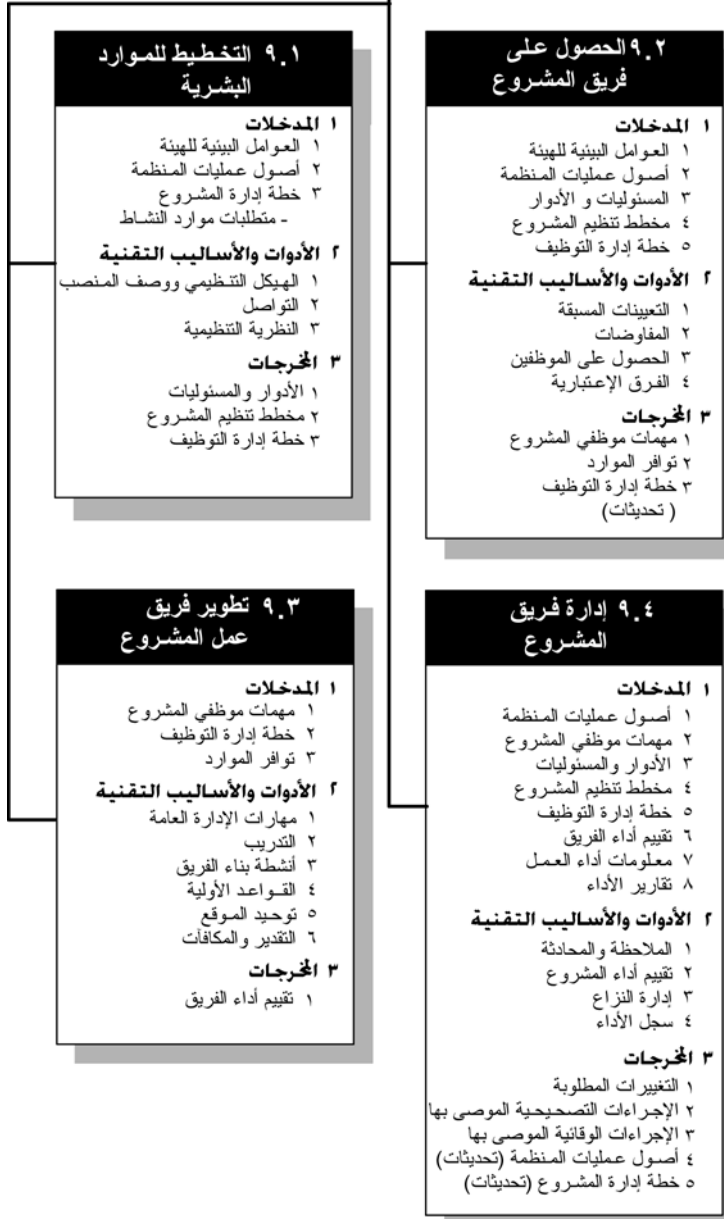 ٩.١ التخطيط للموارد
البشرية
١ المدخلات
١ العوامل البيئية للهيئة
٢ أصول عمليات المنظمة
٣ خطة إدارة المشروع
- متطلبات موارد النشاط
٢ الأدوات والأساليب التقنية
١ الهيكل التنظيمي ووصف المنصب
٢ التواصل
٣ النظرية التنظيمية
٣ المخرجات
١ الأدوار والمسئوليات
٢ مخطط تنظيم المشروع
٣ خطة إدارة التوظيف
٩.٢ الحصول على
فريق المشروع
١ المدخلات
١ العوامل البيئية للهيئة
٢ أصول عمليات المنظمة
٣ المسئوليات و الأدوار
٤ مخطط تنظيم المشروع
٥ خطة إدارة التوظيف
٢ الأدوات والأساليب التقنية
١ التعيينات المسبقة
٢ المفاوضات
٣ الحصول على الموظفين
٤ الفرق الإعتبارية
٣ المخرجات
١ مهمات موظفي المشروع
٢ توافر الموارد
٣ خطة إدارة التوظيف
( تحديثات)
٩.٣ تطوير فريق
عمل المشروع
١ المدخلات
١ مهمات موظفي المشروع
٢ خطة إدارة التوظيف
٣ توافر الموارد
٢ الأدوات والأساليب التقنية
١ مهارات الإدارة العامة
٢ التدريب
٣ أنشطة بناء الفريق
٤ القواعد الأولية
٥ توحيد الموقع
٦ التقدير والمكافآت
٣ المخرجات
١ تقييم أداء الفريق
٩.٤ إدارة فريق
المشروع
١ المدخلات
١ أصول عمليات المنظمة
٢ مهمات موظفي المشروع
٣ الأدوار والمسئوليات
٤ مخطط تنظيم المشروع
٥ خطة إدارة التوظيف
٦ تقييم أداء الفريق
٧ معلومات أداء العمل
٨ تقارير الأداء
٢ الأدوات والأساليب التقنية
١ الملاحظة والمحادثة
٢ تقييم أداء المشروع
٣ إدارة النزاع
٤ سجل الأداء
٣ المخرجات
١ التغييرات المطلوبة
٢ الإجراءات التصحيحية الموصى بها
٣ الإجراءات الوقائية الموصى بها
٤ أصول عمليات المنظمة (تحديثات)
٥ خطة إدارة المشروع (تحديثات)